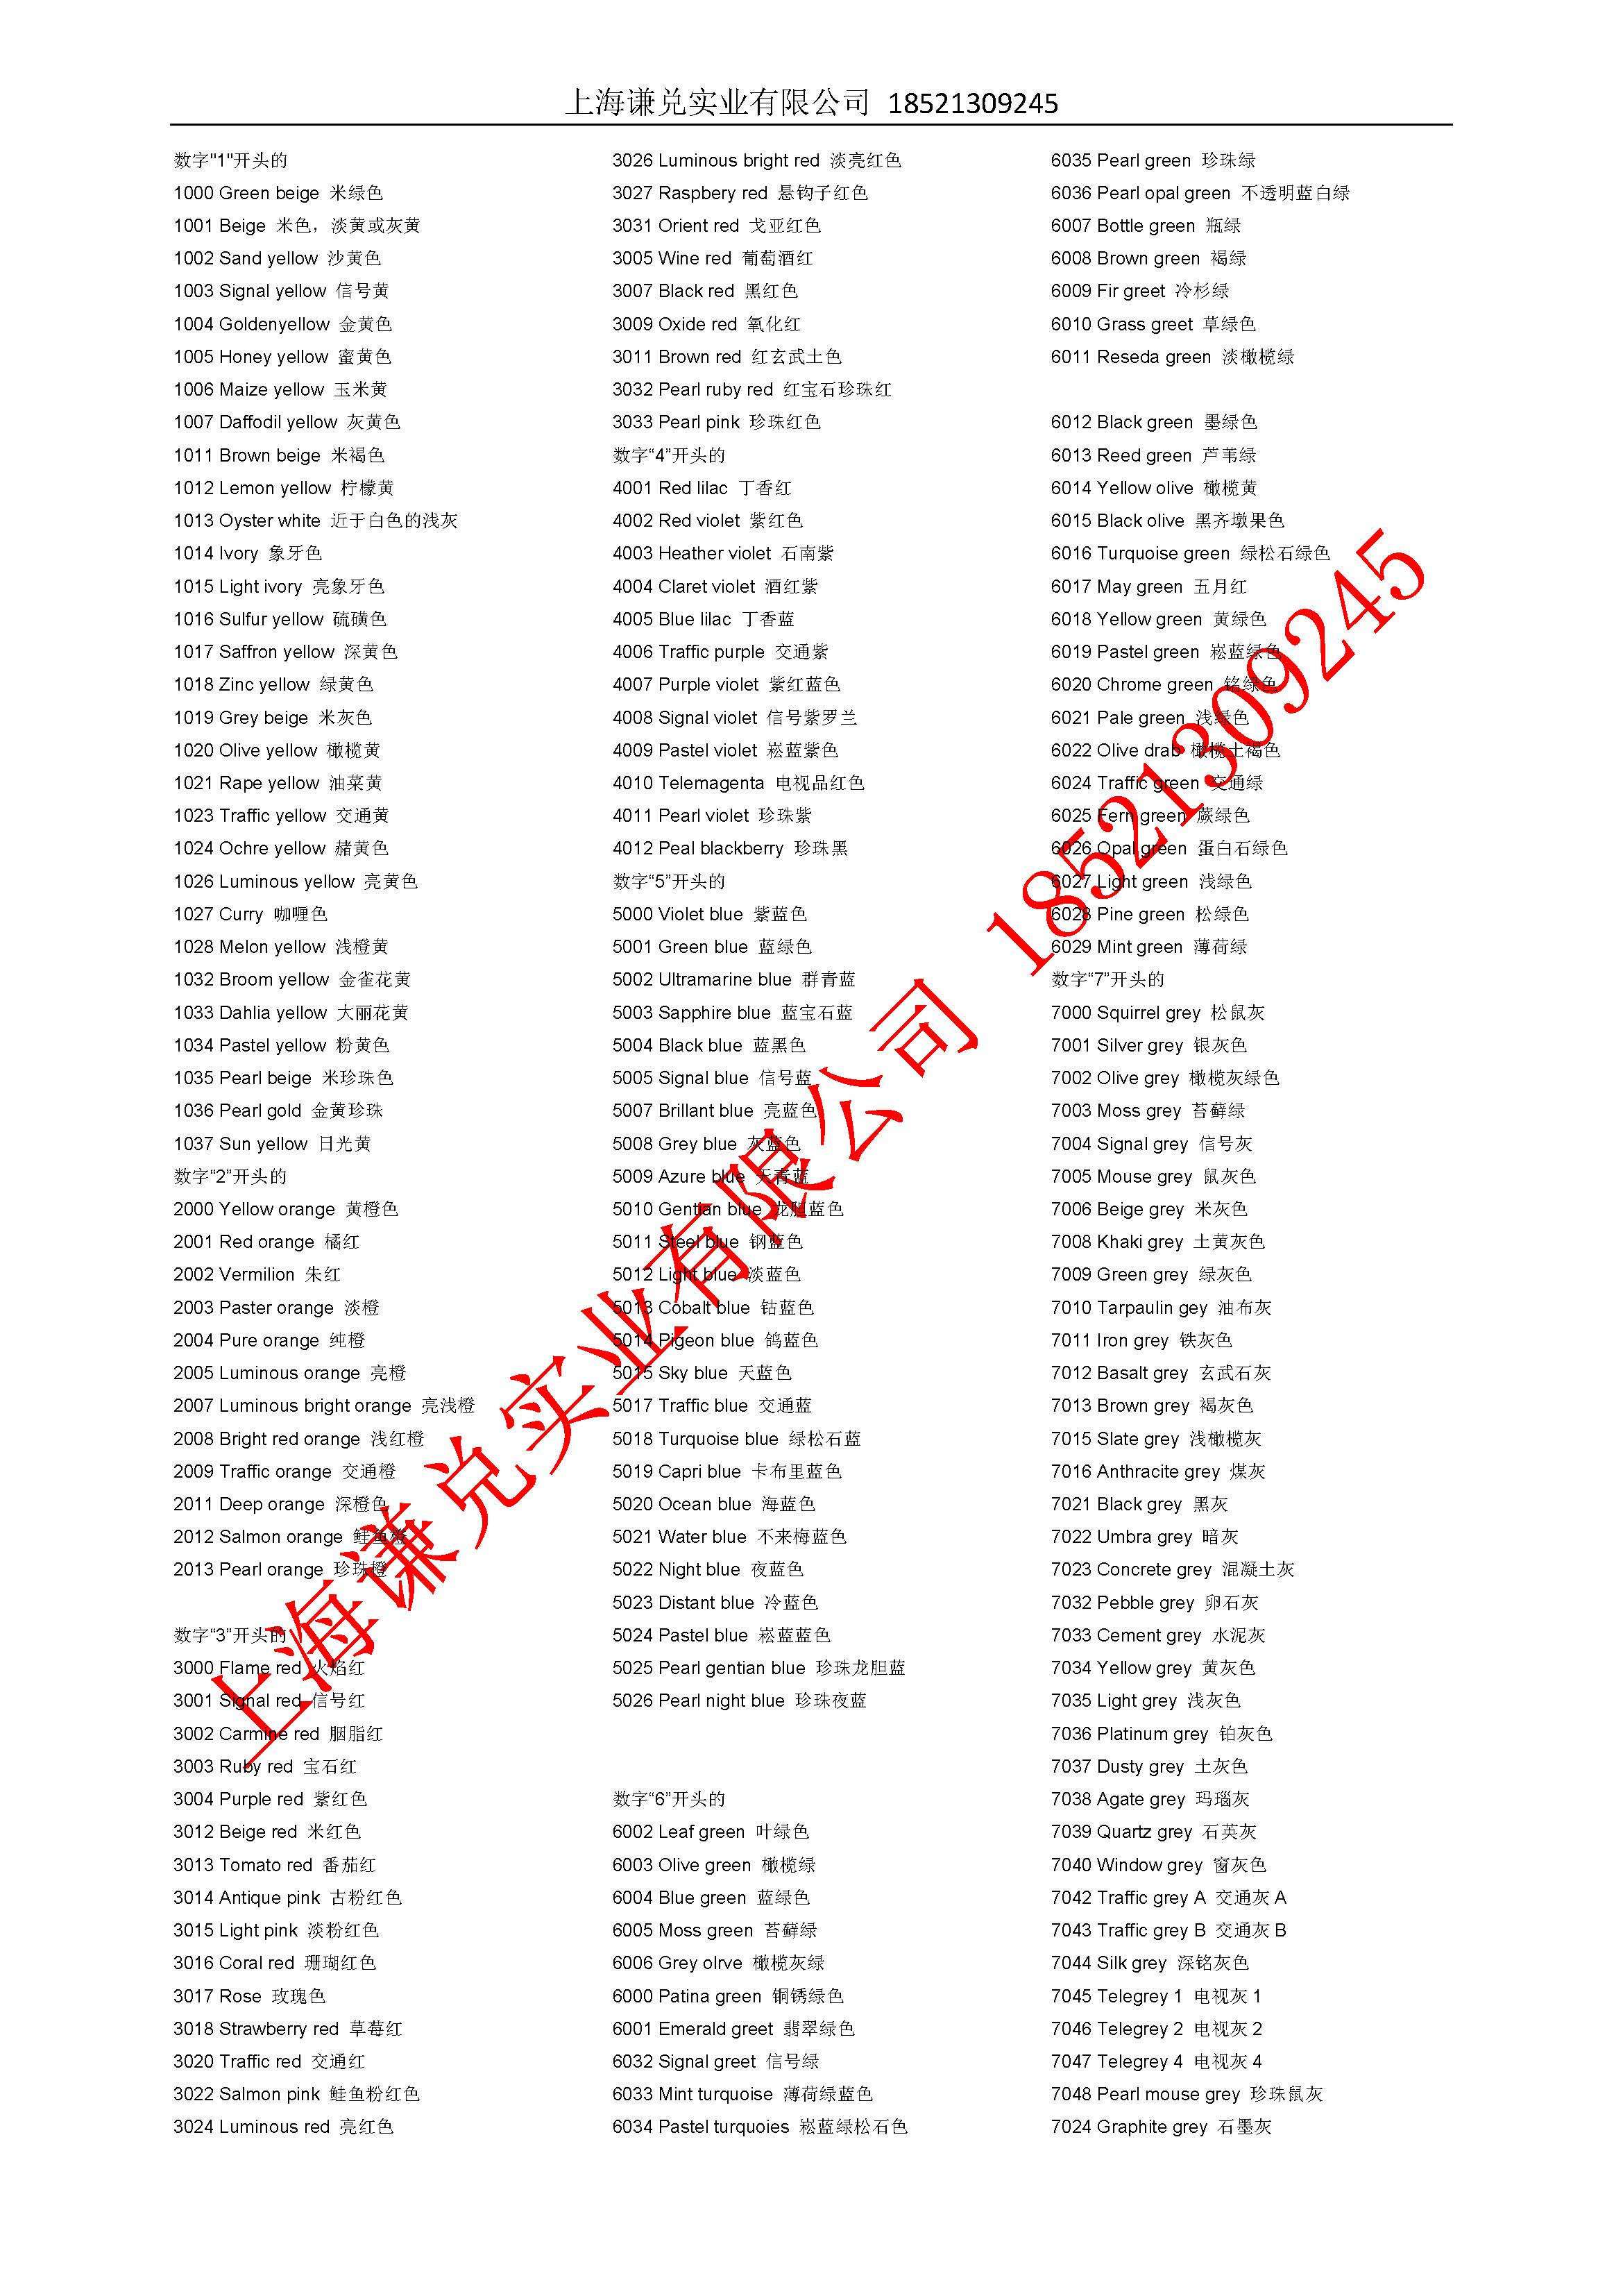 上海谦兑实业有限公司 18521309245
数字"1"开头的
1000 Green beige 米绿色
1001 Beige 米色，淡黄或灰黄
1002 Sand yellow 沙黄色
1003 Signal yellow 信号黄
1004 Goldenyellow 金黄色
1005 Honey yellow 蜜黄色
1006 Maize yellow 玉米黄
1007 Daffodil yellow 灰黄色
1011 Brown beige 米褐色
1012 Lemon yellow 柠檬黄
1013 Oyster white 近于白色的浅灰
1014 Ivory 象牙色
1015 Light ivory 亮象牙色
1016 Sulfur yellow 硫磺色
1017 Saffron yellow 深黄色
1018 Zinc yellow 绿黄色
1019 Grey beige 米灰色
1020 Olive yellow 橄榄黄
1021 Rape yellow 油菜黄
1023 Traffic yellow 交通黄
1024 Ochre yellow 赭黄色
1026 Luminous yellow 亮黄色
1027 Curry 咖喱色
1028 Melon yellow 浅橙黄
1032 Broom yellow 金雀花黄
1033 Dahlia yellow 大丽花黄
1034 Pastel yellow 粉黄色
1035 Pearl beige 米珍珠色
1036 Pearl gold 金黄珍珠
1037 Sun yellow 日光黄
数字“2”开头的
2000 Yellow orange 黄橙色
2001 Red orange 橘红
2002 Vermilion 朱红
2003 Paster orange 淡橙
2004 Pure orange 纯橙
2005 Luminous orange 亮橙
2007 Luminous bright orange 亮浅橙
2008 Bright red orange 浅红橙
2009 Traffic orange 交通橙
2011 Deep orange 深橙色
2012 Salmon orange 鲑鱼橙
2013 Pearl orange 珍珠橙
数字“3”开头的
3000 Flame red 火焰红
3001 Signal red 信号红
3002 Carmine red 胭脂红
3003 Ruby red 宝石红
3004 Purple red 紫红色
3012 Beige red 米红色
3013 Tomato red 番茄红
3014 Antique pink 古粉红色
3015 Light pink 淡粉红色
3016 Coral red 珊瑚红色
3017 Rose 玫瑰色
3018 Strawberry red 草莓红
3020 Traffic red 交通红
3022 Salmon pink 鲑鱼粉红色
3024 Luminous red 亮红色
3026 Luminous bright red 淡亮红色
3027 Raspbery red 悬钩子红色
3031 Orient red 戈亚红色
3005 Wine red 葡萄酒红
3007 Black red 黑红色
3009 Oxide red 氧化红
3011 Brown red 红玄武土色
3032 Pearl ruby red 红宝石珍珠红
3033 Pearl pink 珍珠红色
数字“4”开头的
4001 Red lilac 丁香红
4002 Red violet 紫红色
4003 Heather violet 石南紫
4004 Claret violet 酒红紫
4005 Blue lilac 丁香蓝
4006 Traffic purple 交通紫
4007 Purple violet 紫红蓝色
4008 Signal violet 信号紫罗兰
4009 Pastel violet 崧蓝紫色
4010 Telemagenta 电视品红色
4011 Pearl violet 珍珠紫
4012 Peal blackberry 珍珠黑
数字“5”开头的
5000 Violet blue 紫蓝色
5001 Green blue 蓝绿色
5002 Ultramarine blue 群青蓝
5003 Sapphire blue 蓝宝石蓝
5004 Black blue 蓝黑色
5005 Signal blue 信号蓝
5007 Brillant blue 亮蓝色
5008 Grey blue 灰蓝色
5009 Azure blue 天青蓝
5010 Gentian blue 龙胆蓝色
5011 Steel blue 钢蓝色
5012 Light blue 淡蓝色
5013 Cobalt blue 钴蓝色
5014 Pigeon blue 鸽蓝色
5015 Sky blue 天蓝色
5017 Traffic blue 交通蓝
5018 Turquoise blue 绿松石蓝
5019 Capri blue 卡布里蓝色
5020 Ocean blue 海蓝色
5021 Water blue 不来梅蓝色
5022 Night blue 夜蓝色
5023 Distant blue 冷蓝色
5024 Pastel blue 崧蓝蓝色
5025 Pearl gentian blue 珍珠龙胆蓝
5026 Pearl night blue 珍珠夜蓝
数字“6”开头的
6002 Leaf green 叶绿色
6003 Olive green 橄榄绿
6004 Blue green 蓝绿色
6005 Moss green 苔藓绿
6006 Grey olrve 橄榄灰绿
6000 Patina green 铜锈绿色
6001 Emerald greet 翡翠绿色
6032 Signal greet 信号绿
6033 Mint turquoise 薄荷绿蓝色
6034 Pastel turquoies 崧蓝绿松石色
6035 Pearl green 珍珠绿
6036 Pearl opal green 不透明蓝白绿
6007 Bottle green 瓶绿
6008 Brown green 褐绿
6009 Fir greet 冷杉绿
6010 Grass greet 草绿色
6011 Reseda green 淡橄榄绿
6012 Black green 墨绿色
6013 Reed green 芦苇绿
6014 Yellow olive 橄榄黄
6015 Black olive 黑齐墩果色
6016 Turquoise green 绿松石绿色
6017 May green 五月红
6018 Yellow green 黄绿色
6019 Pastel green 崧蓝绿色
6020 Chrome green 铬绿色
6021 Pale green 浅绿色
6022 Olive drab 橄榄土褐色
6024 Traffic green 交通绿
6025 Fern green 蕨绿色
6026 Opal green 蛋白石绿色
6027 Light green 浅绿色
6028 Pine green 松绿色
6029 Mint green 薄荷绿
数字“7”开头的
7000 Squirrel grey 松鼠灰
7001 Silver grey 银灰色
7002 Olive grey 橄榄灰绿色
7003 Moss grey 苔藓绿
7004 Signal grey 信号灰
7005 Mouse grey 鼠灰色
7006 Beige grey 米灰色
7008 Khaki grey 土黄灰色
7009 Green grey 绿灰色
7010 Tarpaulin gey 油布灰
7011 Iron grey 铁灰色
7012 Basalt grey 玄武石灰
7013 Brown grey 褐灰色
7015 Slate grey 浅橄榄灰
7016 Anthracite grey 煤灰
7021 Black grey 黑灰
7022 Umbra grey 暗灰
7023 Concrete grey 混凝土灰
7032 Pebble grey 卵石灰
7033 Cement grey 水泥灰
7034 Yellow grey 黄灰色
7035 Light grey 浅灰色
7036 Platinum grey 铂灰色
7037 Dusty grey 土灰色
7038 Agate grey 玛瑙灰
7039 Quartz grey 石英灰
7040 Window grey 窗灰色
7042 Traffic grey A 交通灰 A
7043 Traffic grey B 交通灰 B
7044 Silk grey 深铭灰色
7045 Telegrey 1 电视灰 1
7046 Telegrey 2 电视灰 2
7047 Telegrey 4 电视灰 4
7048 Pearl mouse grey 珍珠鼠灰
7024 Graphite grey 石墨灰
上海谦兑实业有限公司 18521309245